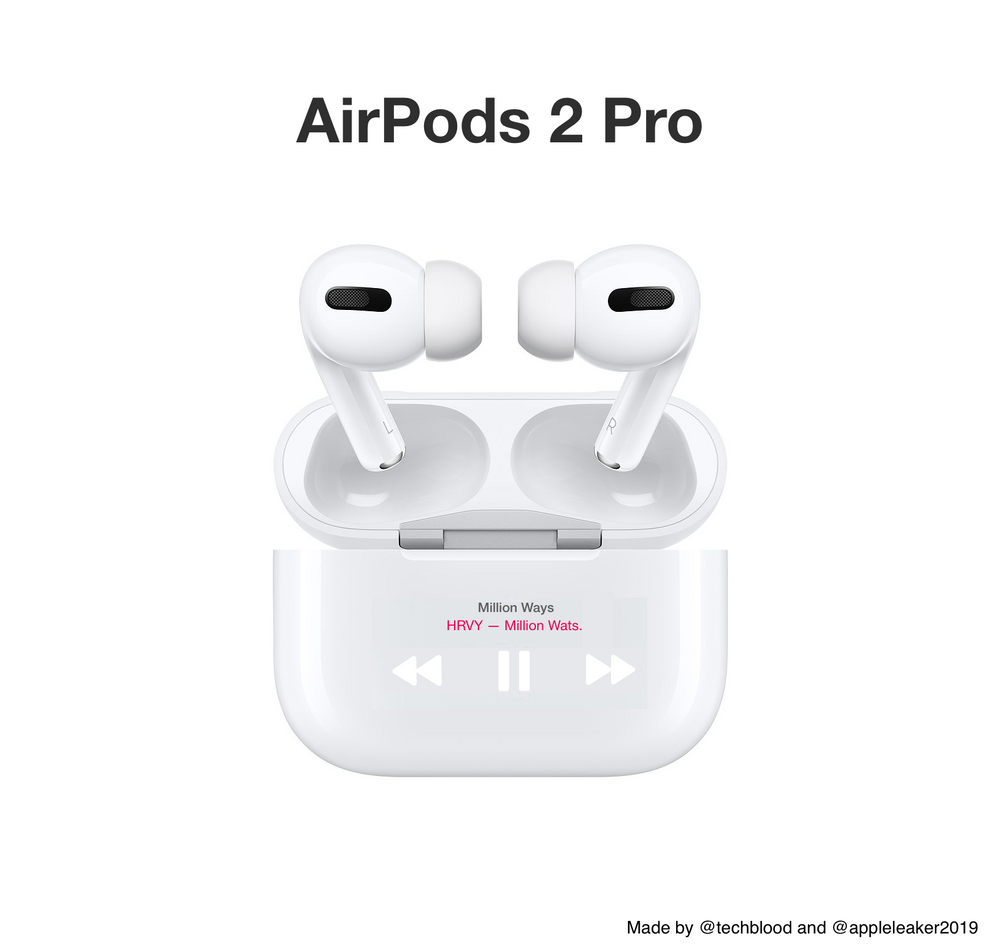 AirPods 2 Pro
L
R
Million Ways
HRVY — Million Wats.
Made by @techblood and @appleleaker2019